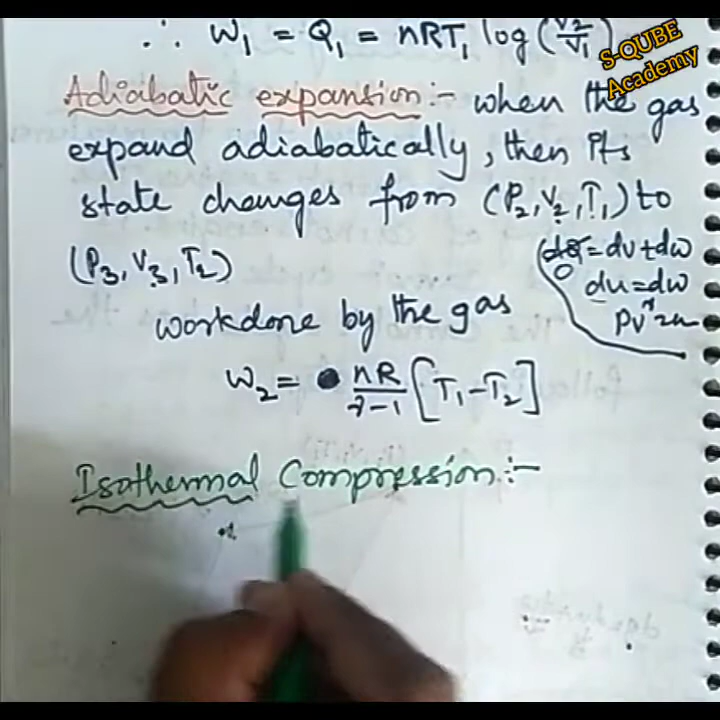 ∴ W₁ = Q₁ = nRT₁ log(V₂/V₁)
S-QUBE
Academy
Adiabatic expansion:- when the gas
expand adiabatically, then its
state changes from (P₂, V₂, T₁) to
(P₃, V₃, T₂)
dQ = du + dw
0
du = dw
workdone by the gas
W₂ = nR/γ-1 [T₁-T₂]
Isothermal Compression:-